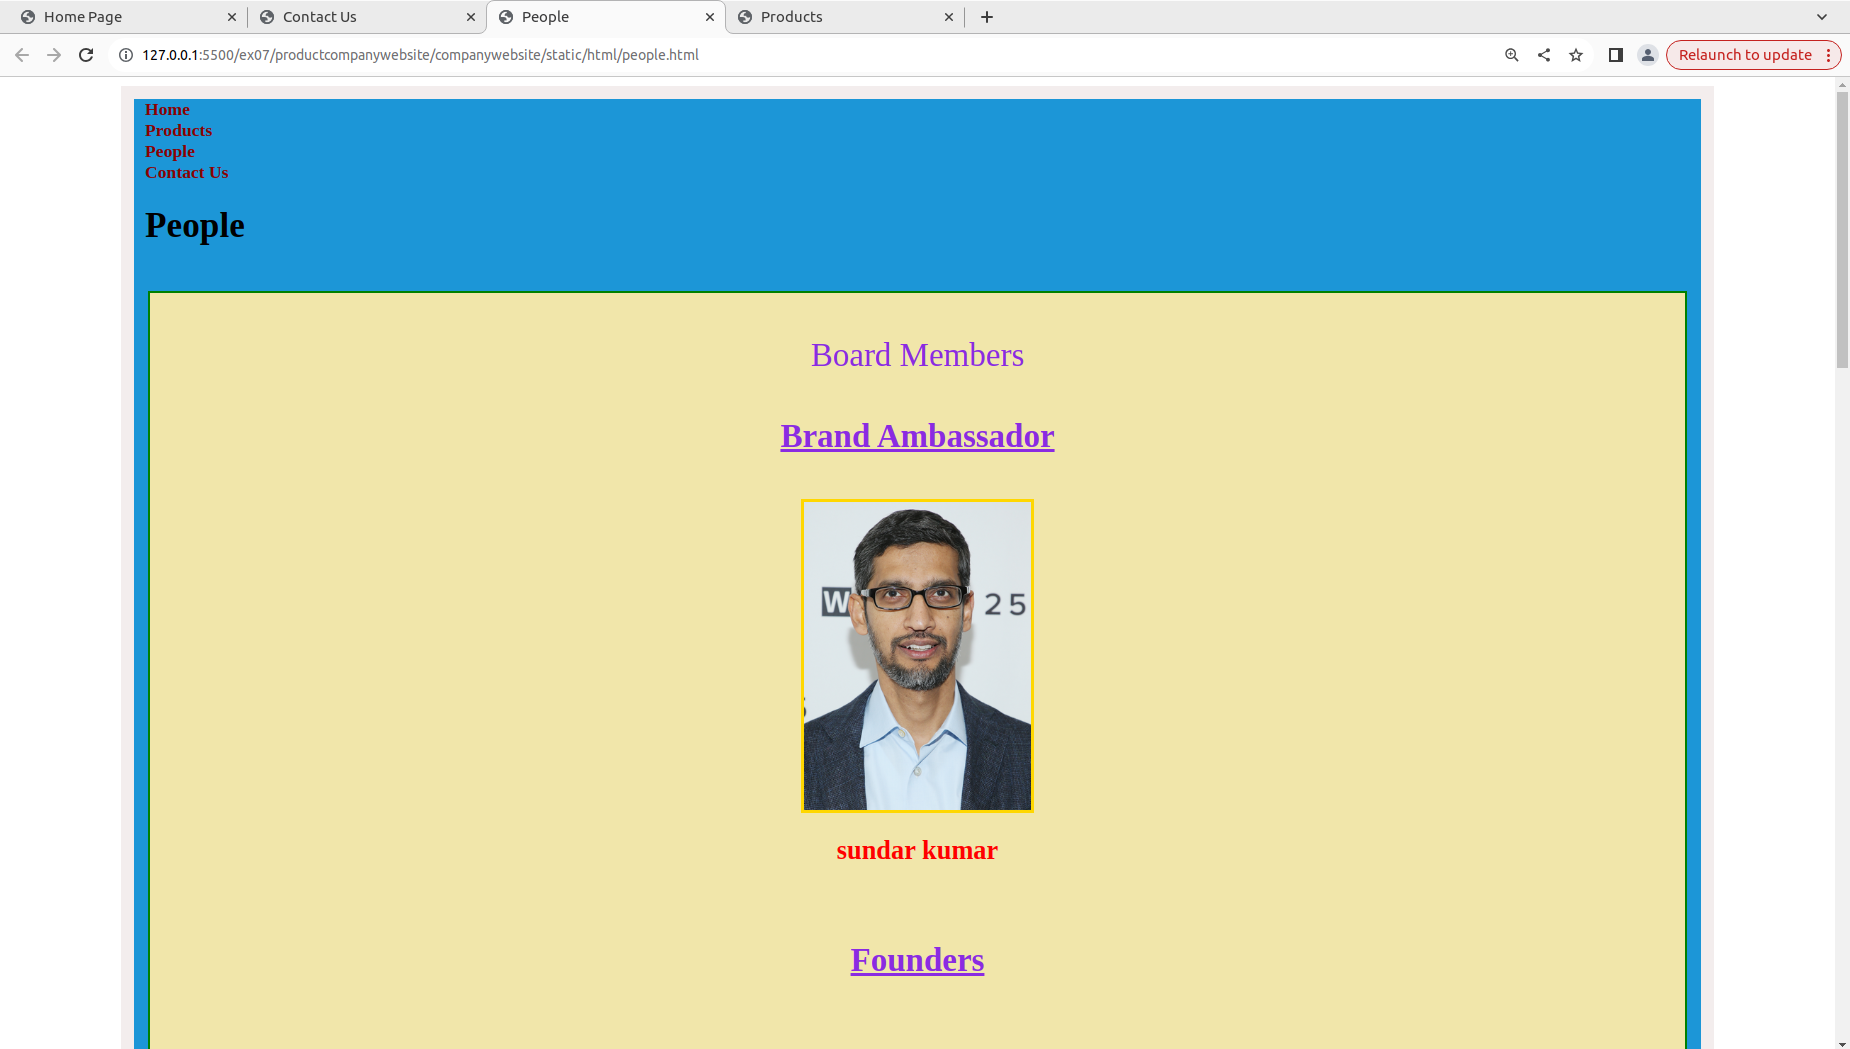 Home Page
Contact Us
People
Products
127.0.0.1:5500/ex07/productcompanywebsite/companywebsite/static/html/people.html
Relaunch to update
Home
Products
People
Contact Us
People
Board Members
Brand Ambassador
W 25
sundar kumar
Founders